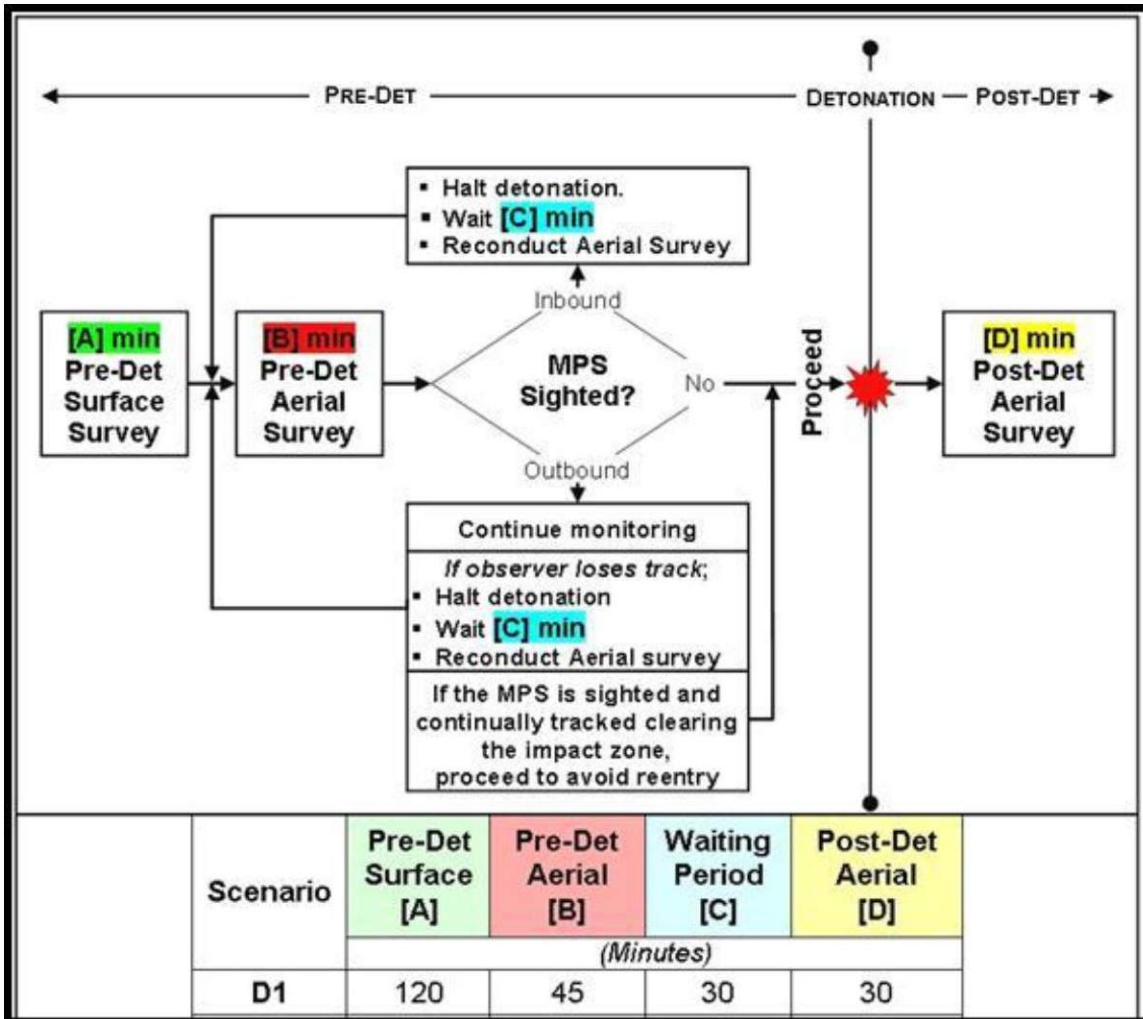 PRE-DET
DETONATION
POST-DET
▪ Halt detonation.
▪ Wait [C] min
▪ Reconduct Aerial Survey
Inbound
[A] min
Pre-Det
Surface
Survey
[B] min
Pre-Det
Aerial
Survey
MPS
Sighted?
No
Proceed
[D] min
Post-Det
Aerial
Survey
Outbound
Continue monitoring
If observer loses track;
▪ Halt detonation
▪ Wait [C] min
▪ Reconduct Aerial survey
If the MPS is sighted and
continually tracked clearing
the impact zone,
proceed to avoid reentry
Scenario
Pre-Det
Surface
[A]
Pre-Det
Aerial
[B]
Waiting
Period
[C]
Post-Det
Aerial
[D]
(Minutes)
D1 120 45 30 30